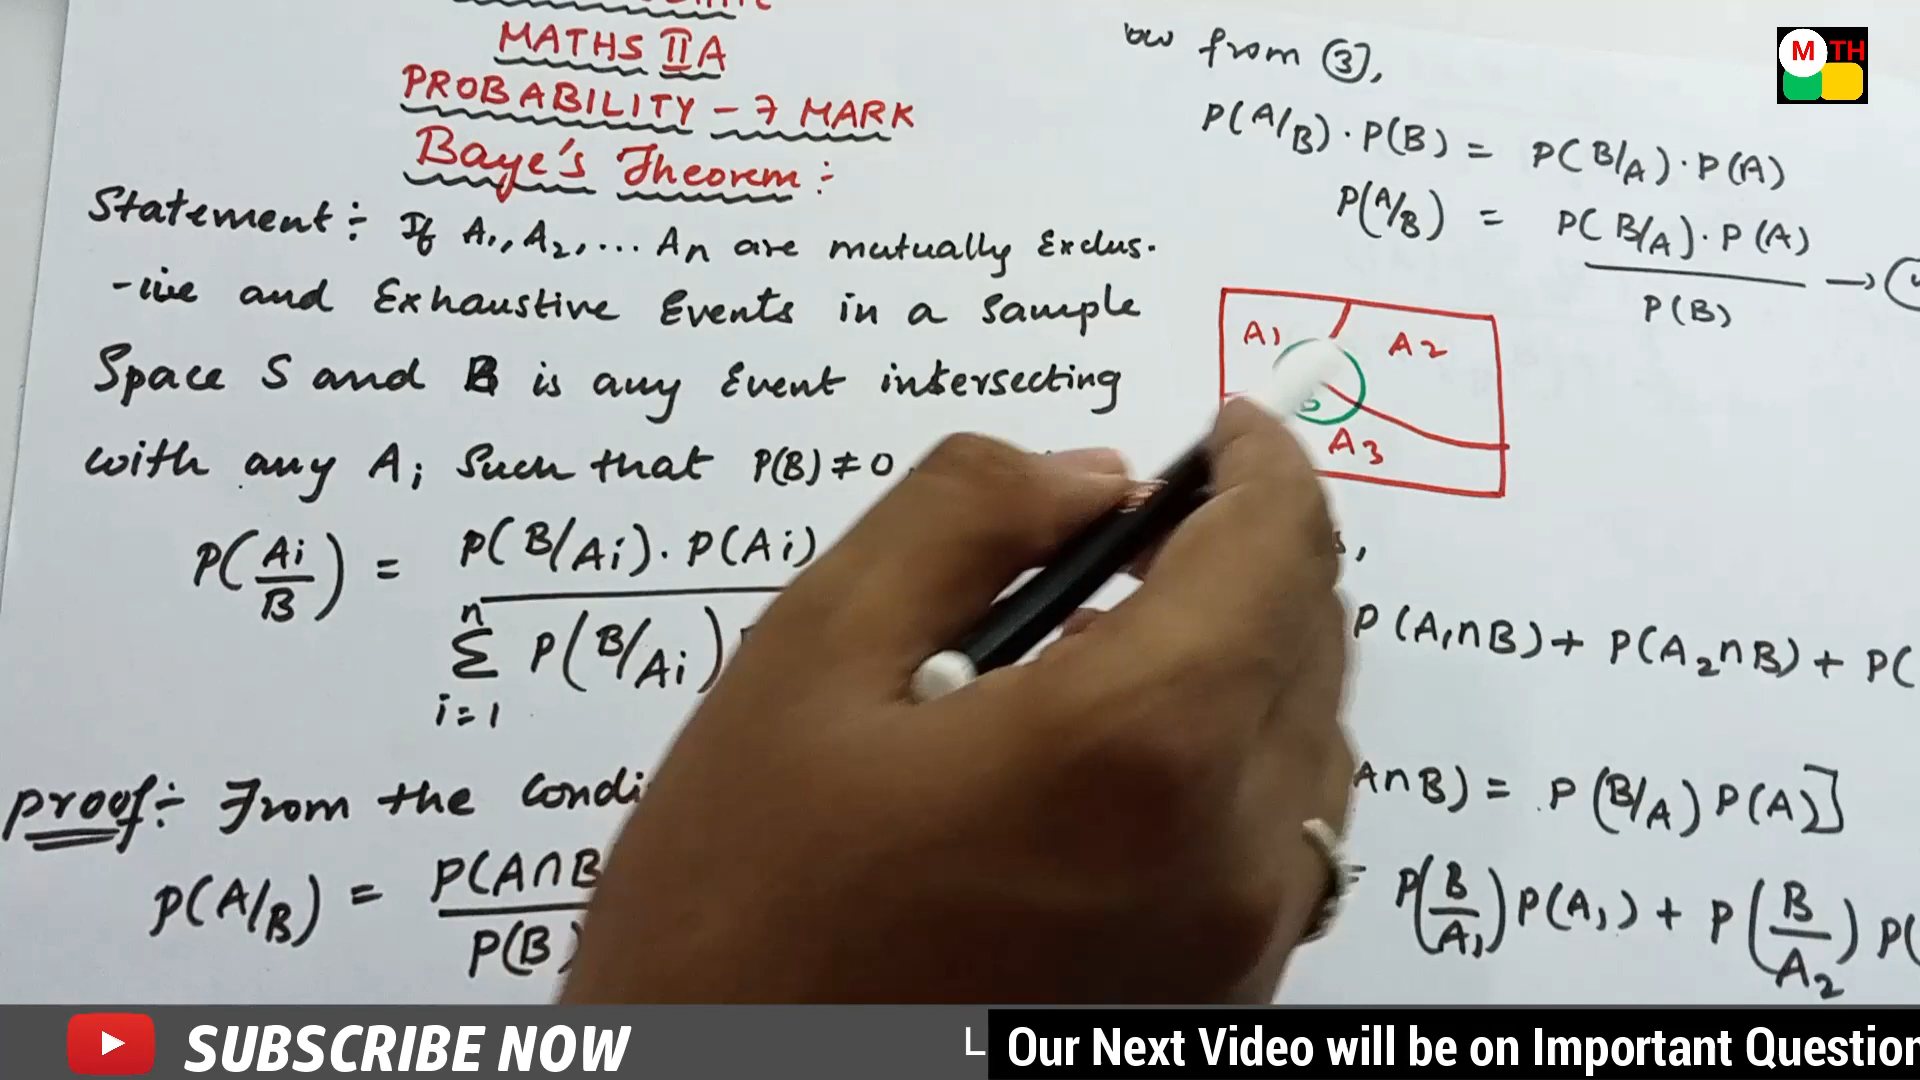 MATHS IIA
PROBABILITY - 7 MARK
Baye's Theorem :
Statement :- If A1, A2, ... An are mutually Exclus-
-ive and Exhaustive Events in a Sample
Space S and B is any Event intersecting
with any Ai such that P(B) ≠ 0
P(Ai/B) = P(B/Ai) . P(Ai)
n
Σ P(B/Ai)
i = 1
Proof :- From the Condi
P(A/B) = P(A∩B
P(B)
ow from ③,
P(A/B) . P(B) = P(B/A) . P(A)
P(A/B) = P(B/A) . P(A) →
P(B)
A1 A2
A3
P(A1∩B) + P(A2∩B) + P(
A∩B) = P(B/A) P(A)]
= P(B/A1) P(A1) + P(B/A2) P(
M TH
SUBSCRIBE NOW
L
Our Next Video will be on Important Question